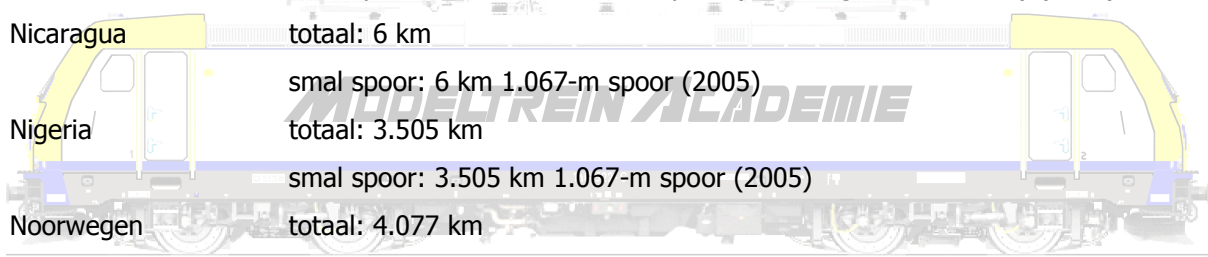 Nicaragua totaal: 6 km
smal spoor: 6 km 1.067-m spoor (2005)
MODELTREIN ACADEMIE
Nigeria totaal: 3.505 km
smal spoor: 3.505 km 1.067-m spoor (2005)
Noorwegen totaal: 4.077 km